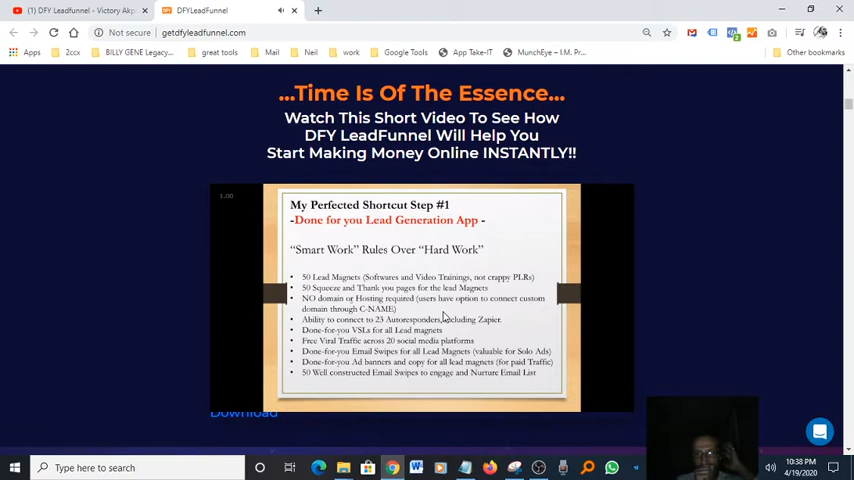 (1) DFY Leadfunnel - Victory Akp
DFYLeadFunnel
Not secure
getdfyleadfunnel.com
Apps
2ccx
BILLY GENE Legacy...
great tools
Mail
Neil
work
Google Tools
App Take-IT
MunchEye – I.M. Pr...
Other bookmarks
...Time Is Of The Essence...
Watch This Short Video To See How
DFY LeadFunnel Will Help You
Start Making Money Online INSTANTLY!!
1.00
My Perfected Shortcut Step #1
-Done for you Lead Generation App -
“Smart Work” Rules Over “Hard Work”
• 50 Lead Magnets (Softwares and Video Trainings, not crappy PLRs)
• 50 Squeeze and Thank you pages for the lead Magnets
• NO domain or Hosting required (users have option to connect custom
domain through C-NAME)
• Ability to connect to 23 Autoresponders, including Zapier.
• Done-for-you VSLs for all Lead magnets
• Free Viral Traffic across 20 social media platforms
• Done-for-you Email Swipes for all Lead Magnets (valuable for Solo Ads)
• Done-for-you Ad banners and copy for all lead magnets (for paid Traffic)
• 50 Well constructed Email Swipes to engage and Nurture Email List
Download
Type here to search
10:38 PM
4/19/2020